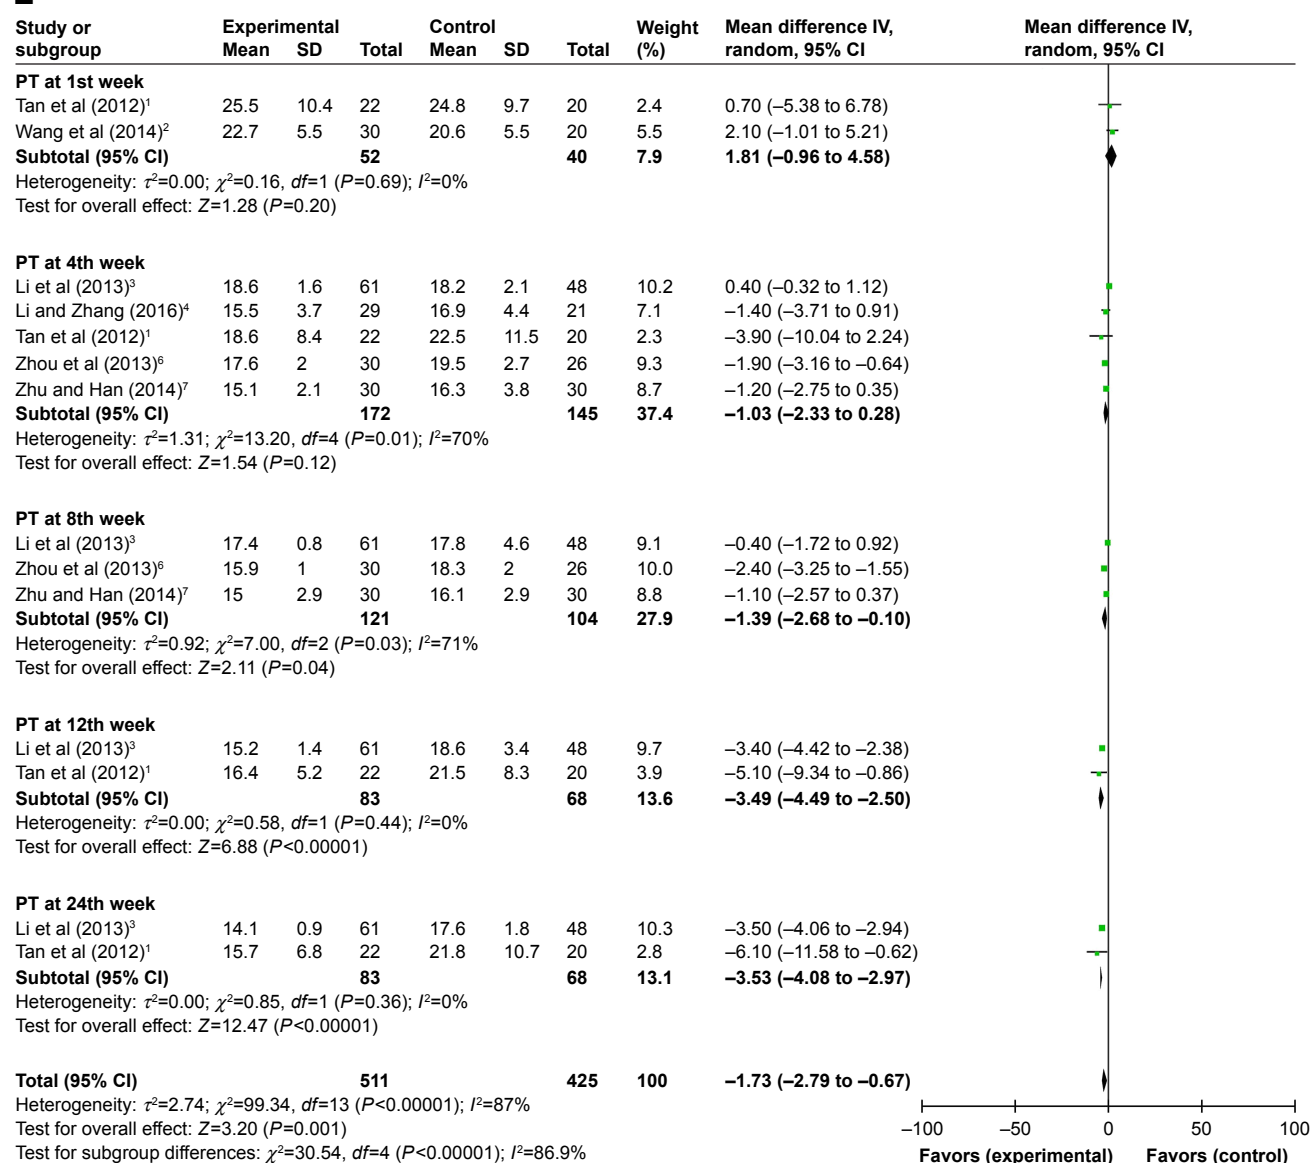 Study or Experimental Control Weight Mean difference IV, Mean difference IV,
subgroup Mean SD Total Mean SD Total (%) random, 95% CI random, 95% CI
PT at 1st week
Tan et al (2012)¹ 25.5 10.4 22 24.8 9.7 20 2.4 0.70 (–5.38 to 6.78)
Wang et al (2014)² 22.7 5.5 30 20.6 5.5 20 5.5 2.10 (–1.01 to 5.21)
Subtotal (95% CI) 52 40 7.9 1.81 (–0.96 to 4.58)
Heterogeneity: τ²=0.00; χ²=0.16, df=1 (P=0.69); I²=0%
Test for overall effect: Z=1.28 (P=0.20)
PT at 4th week
Li et al (2013)³ 18.6 1.6 61 18.2 2.1 48 10.2 0.40 (–0.32 to 1.12)
Li and Zhang (2016)⁴ 15.5 3.7 29 16.9 4.4 21 7.1 –1.40 (–3.71 to 0.91)
Tan et al (2012)¹ 18.6 8.4 22 22.5 11.5 20 2.3 –3.90 (–10.04 to 2.24)
Zhou et al (2013)⁶ 17.6 2 30 19.5 2.7 26 9.3 –1.90 (–3.16 to –0.64)
Zhu and Han (2014)⁷ 15.1 2.1 30 16.3 3.8 30 8.7 –1.20 (–2.75 to 0.35)
Subtotal (95% CI) 172 145 37.4 –1.03 (–2.33 to 0.28)
Heterogeneity: τ²=1.31; χ²=13.20, df=4 (P=0.01); I²=70%
Test for overall effect: Z=1.54 (P=0.12)
PT at 8th week
Li et al (2013)³ 17.4 0.8 61 17.8 4.6 48 9.1 –0.40 (–1.72 to 0.92)
Zhou et al (2013)⁶ 15.9 1 30 18.3 2 26 10.0 –2.40 (–3.25 to –1.55)
Zhu and Han (2014)⁷ 15 2.9 30 16.1 2.9 30 8.8 –1.10 (–2.57 to 0.37)
Subtotal (95% CI) 121 104 27.9 –1.39 (–2.68 to –0.10)
Heterogeneity: τ²=0.92; χ²=7.00, df=2 (P=0.03); I²=71%
Test for overall effect: Z=2.11 (P=0.04)
PT at 12th week
Li et al (2013)³ 15.2 1.4 61 18.6 3.4 48 9.7 –3.40 (–4.42 to –2.38)
Tan et al (2012)¹ 16.4 5.2 22 21.5 8.3 20 3.9 –5.10 (–9.34 to –0.86)
Subtotal (95% CI) 83 68 13.6 –3.49 (–4.49 to –2.50)
Heterogeneity: τ²=0.00; χ²=0.58, df=1 (P=0.44); I²=0%
Test for overall effect: Z=6.88 (P<0.00001)
PT at 24th week
Li et al (2013)³ 14.1 0.9 61 17.6 1.8 48 10.3 –3.50 (–4.06 to –2.94)
Tan et al (2012)¹ 15.7 6.8 22 21.8 10.7 20 2.8 –6.10 (–11.58 to –0.62)
Subtotal (95% CI) 83 68 13.1 –3.53 (–4.08 to –2.97)
Heterogeneity: τ²=0.00; χ²=0.85, df=1 (P=0.36); I²=0%
Test for overall effect: Z=12.47 (P<0.00001)
Total (95% CI) 511 425 100 –1.73 (–2.79 to –0.67)
Heterogeneity: τ²=2.74; χ²=99.34, df=13 (P<0.00001); I²=87%
Test for overall effect: Z=3.20 (P=0.001) –100 –50 0 50 100
Test for subgroup differences: χ²=30.54, df=4 (P<0.00001); I²=86.9% Favors (experimental) Favors (control)